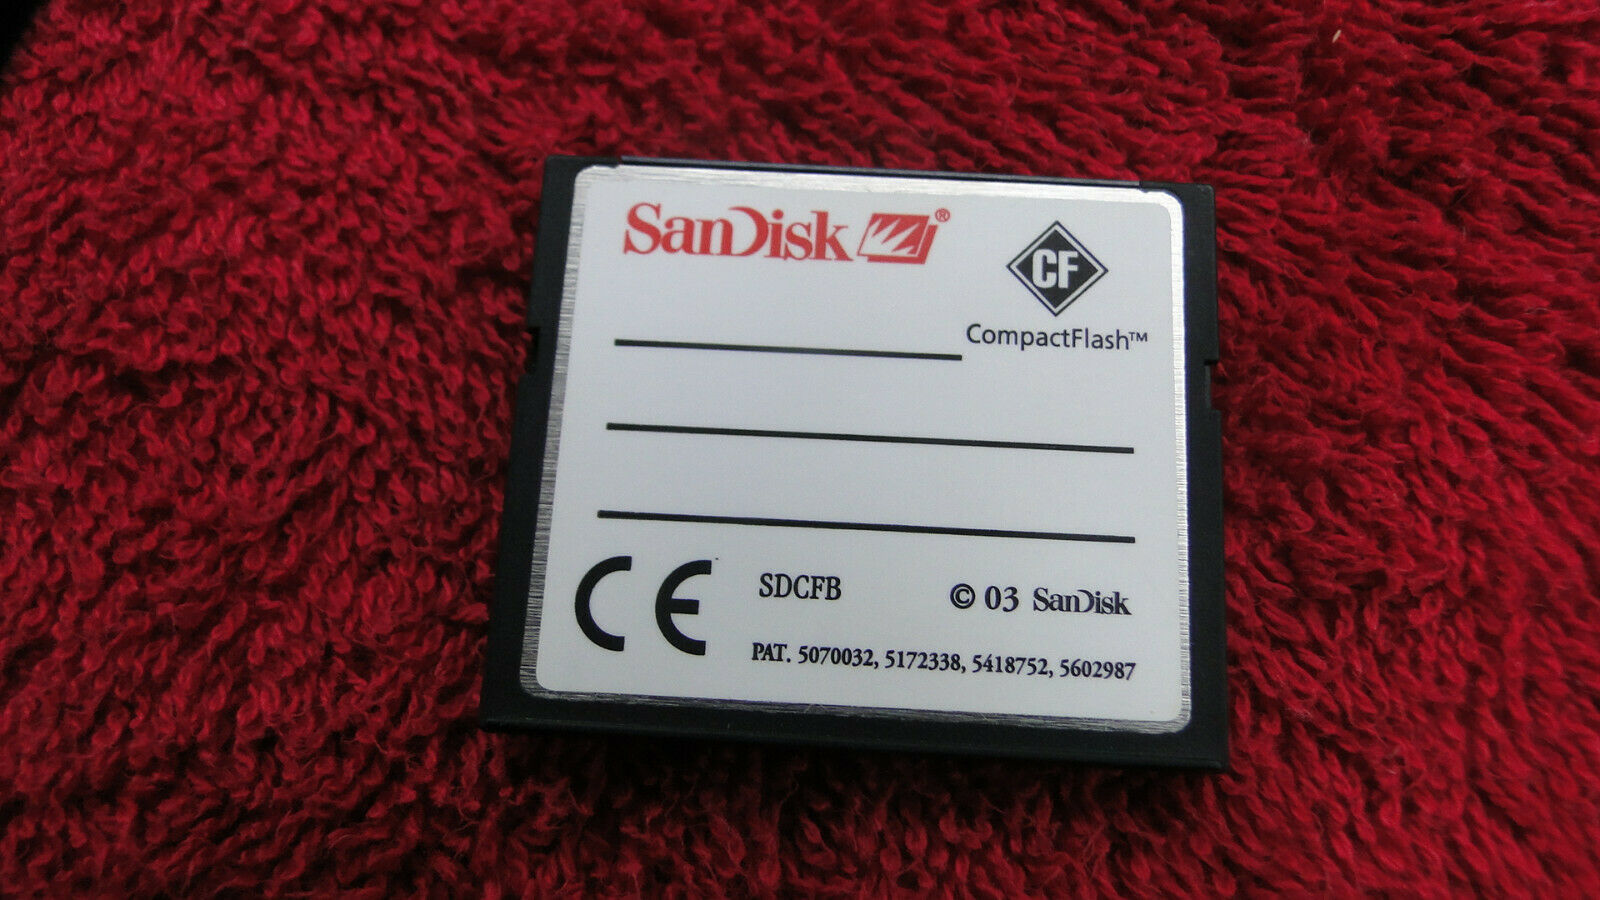 SanDisk ®
CF
CompactFlash™
CE
SDCFB
© 03 SanDisk
PAT. 5070032, 5172338, 5418752, 5602987